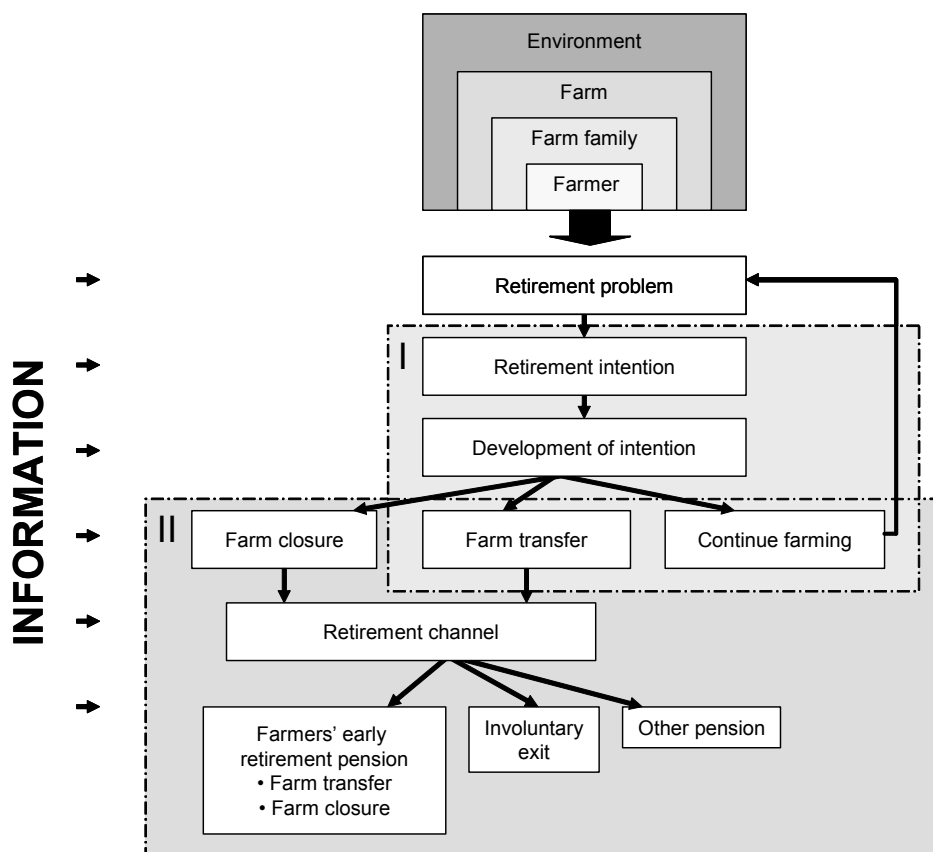 Environment
Farm
Farm family
Farmer
Retirement problem
INFORMATION
I
Retirement intention
Development of intention
II
Farm closure
Farm transfer
Continue farming
Retirement channel
Farmers’ early
retirement pension
• Farm transfer
• Farm closure
Involuntary
exit
Other pension